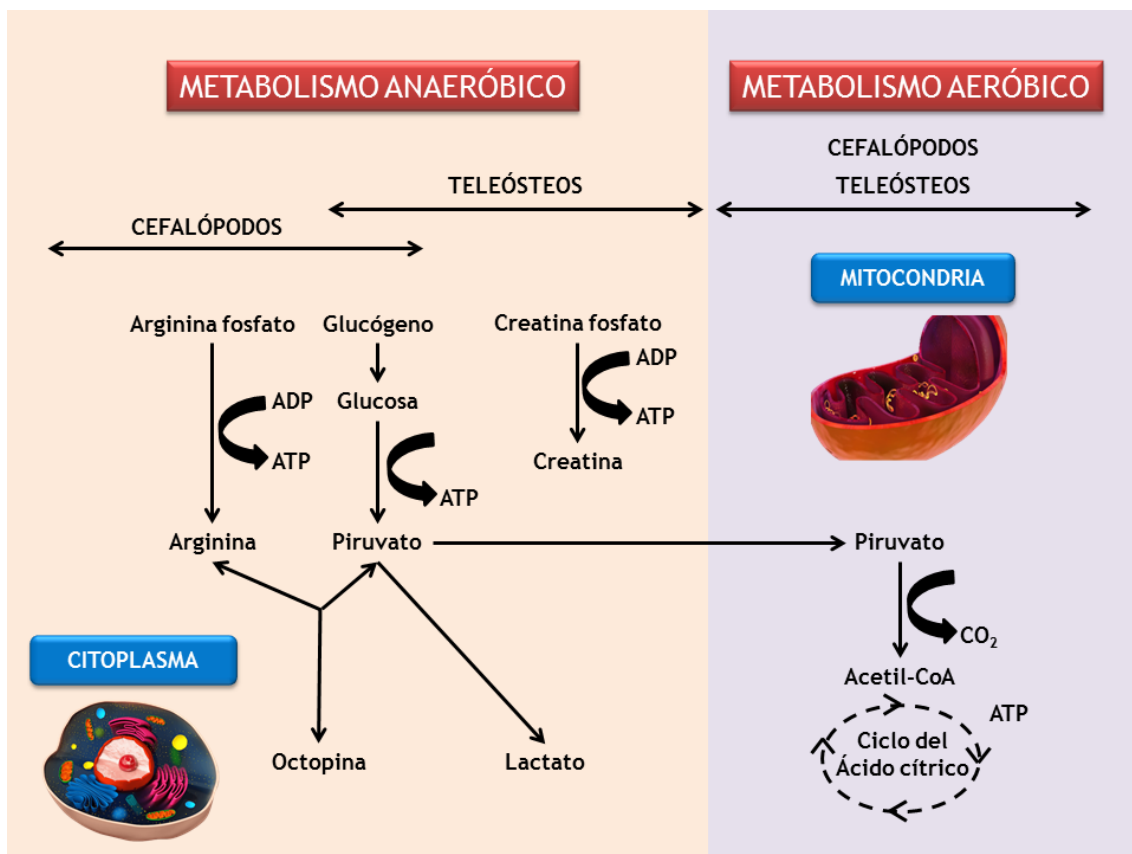 METABOLISMO ANAERÓBICO
METABOLISMO AERÓBICO
CEFALÓPODOS
TELEÓSTEOS
TELEÓSTEOS
CEFALÓPODOS
MITOCONDRIA
Arginina fosfato
Glucógeno
Creatina fosfato
ADP
ATP
Glucosa
ADP
ATP
Creatina
ATP
Arginina
Piruvato
Piruvato
CO₂
CITOPLASMA
Acetil-CoA
ATP
Ciclo del
Ácido cítrico
Octopina
Lactato